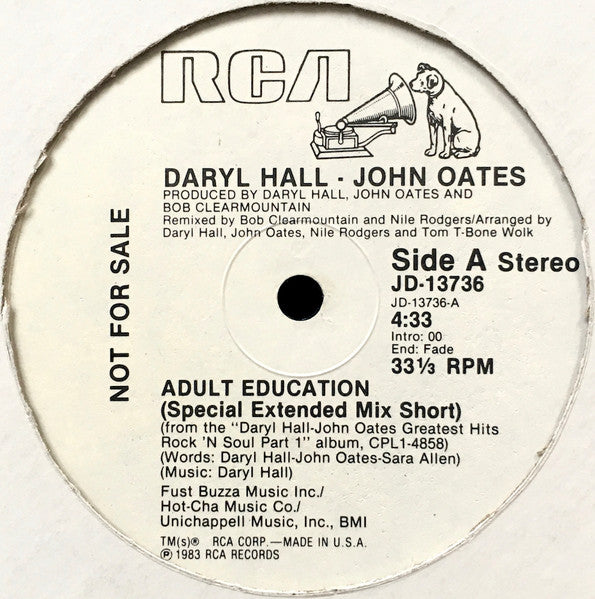 RCA
DARYL HALL - JOHN OATES
PRODUCED BY DARYL HALL, JOHN OATES AND
BOB CLEARMOUNTAIN
Remixed by Bob Clearmountain and Nile Rodgers/Arranged by
Daryl Hall, John Oates, Nile Rodgers and Tom T-Bone Wolk
NOT FOR SALE
Side A Stereo
JD-13736
JD-13736-A
4:33
Intro: 00
End: Fade
33⅓ RPM
ADULT EDUCATION
(Special Extended Mix Short)
(from the "Daryl Hall-John Oates Greatest Hits
Rock 'N Soul Part 1" album, CPL1-4858)
(Words: Daryl Hall-John Oates-Sara Allen)
(Music: Daryl Hall)
Fust Buzza Music Inc./
Hot-Cha Music Co./
Unichappell Music, Inc., BMI
TM(s)® RCA CORP.—MADE IN U.S.A.
℗ 1983 RCA RECORDS